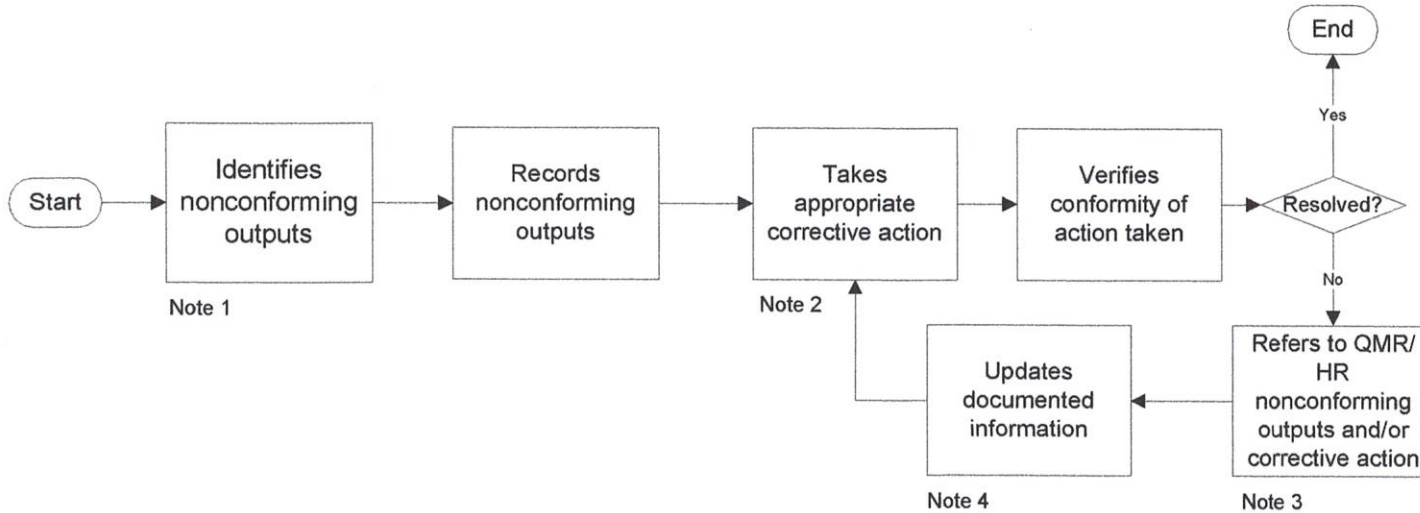 Start
Identifies
nonconforming
outputs
Note 1
Records
nonconforming
outputs
Takes
appropriate
corrective action
Note 2
Verifies
conformity of
action taken
Resolved?
Yes
End
No
Refers to QMR/
HR
nonconforming
outputs and/or
corrective action
Note 3
Updates
documented
information
Note 4